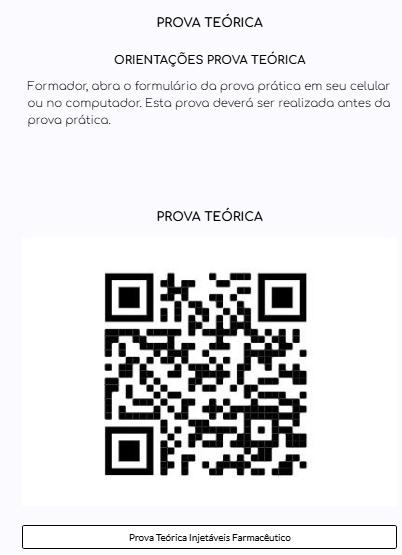 PROVA TEÓRICA
ORIENTAÇÕES PROVA TEÓRICA
Formador, abra o formulário da prova prática em seu celular
ou no computador. Esta prova deverá ser realizada antes da
prova prática.
PROVA TEÓRICA
Prova Teórica Injetáveis Farmacêutico